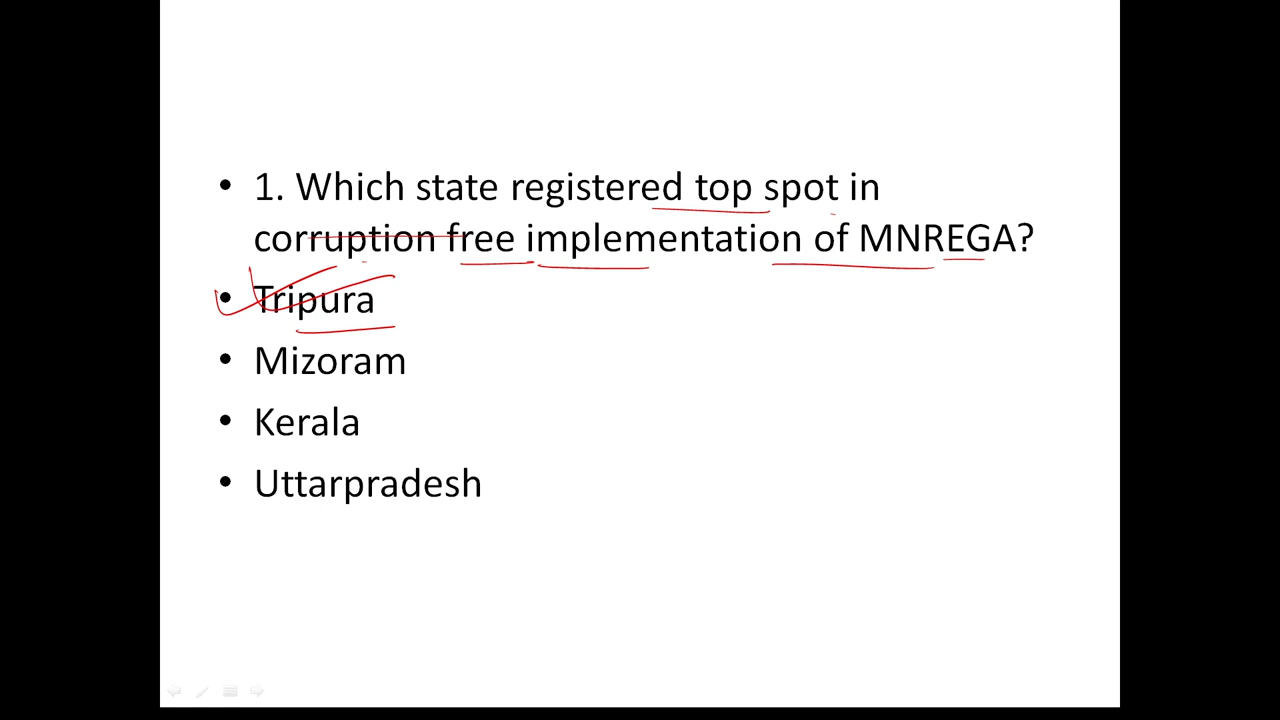 • 1. Which state registered top spot in
corruption free implementation of MNREGA?
• Tripura
• Mizoram
• Kerala
• Uttarpradesh